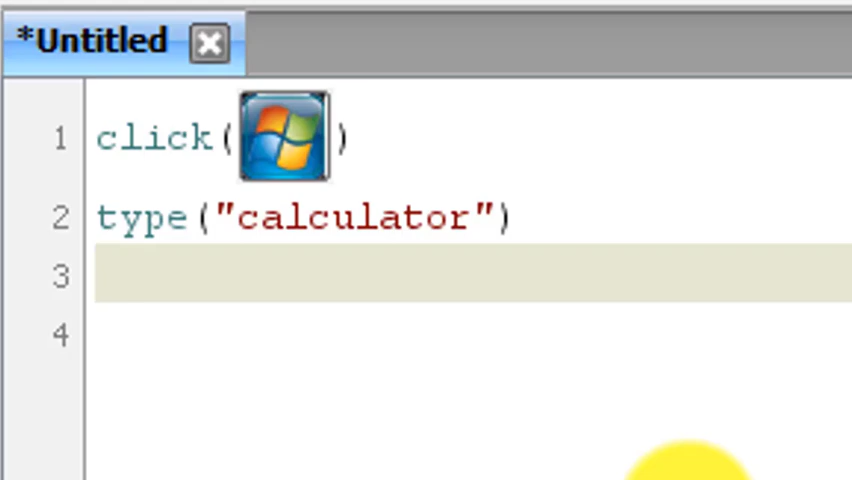 *Untitled
1 click( )
2 type("calculator")
3
4